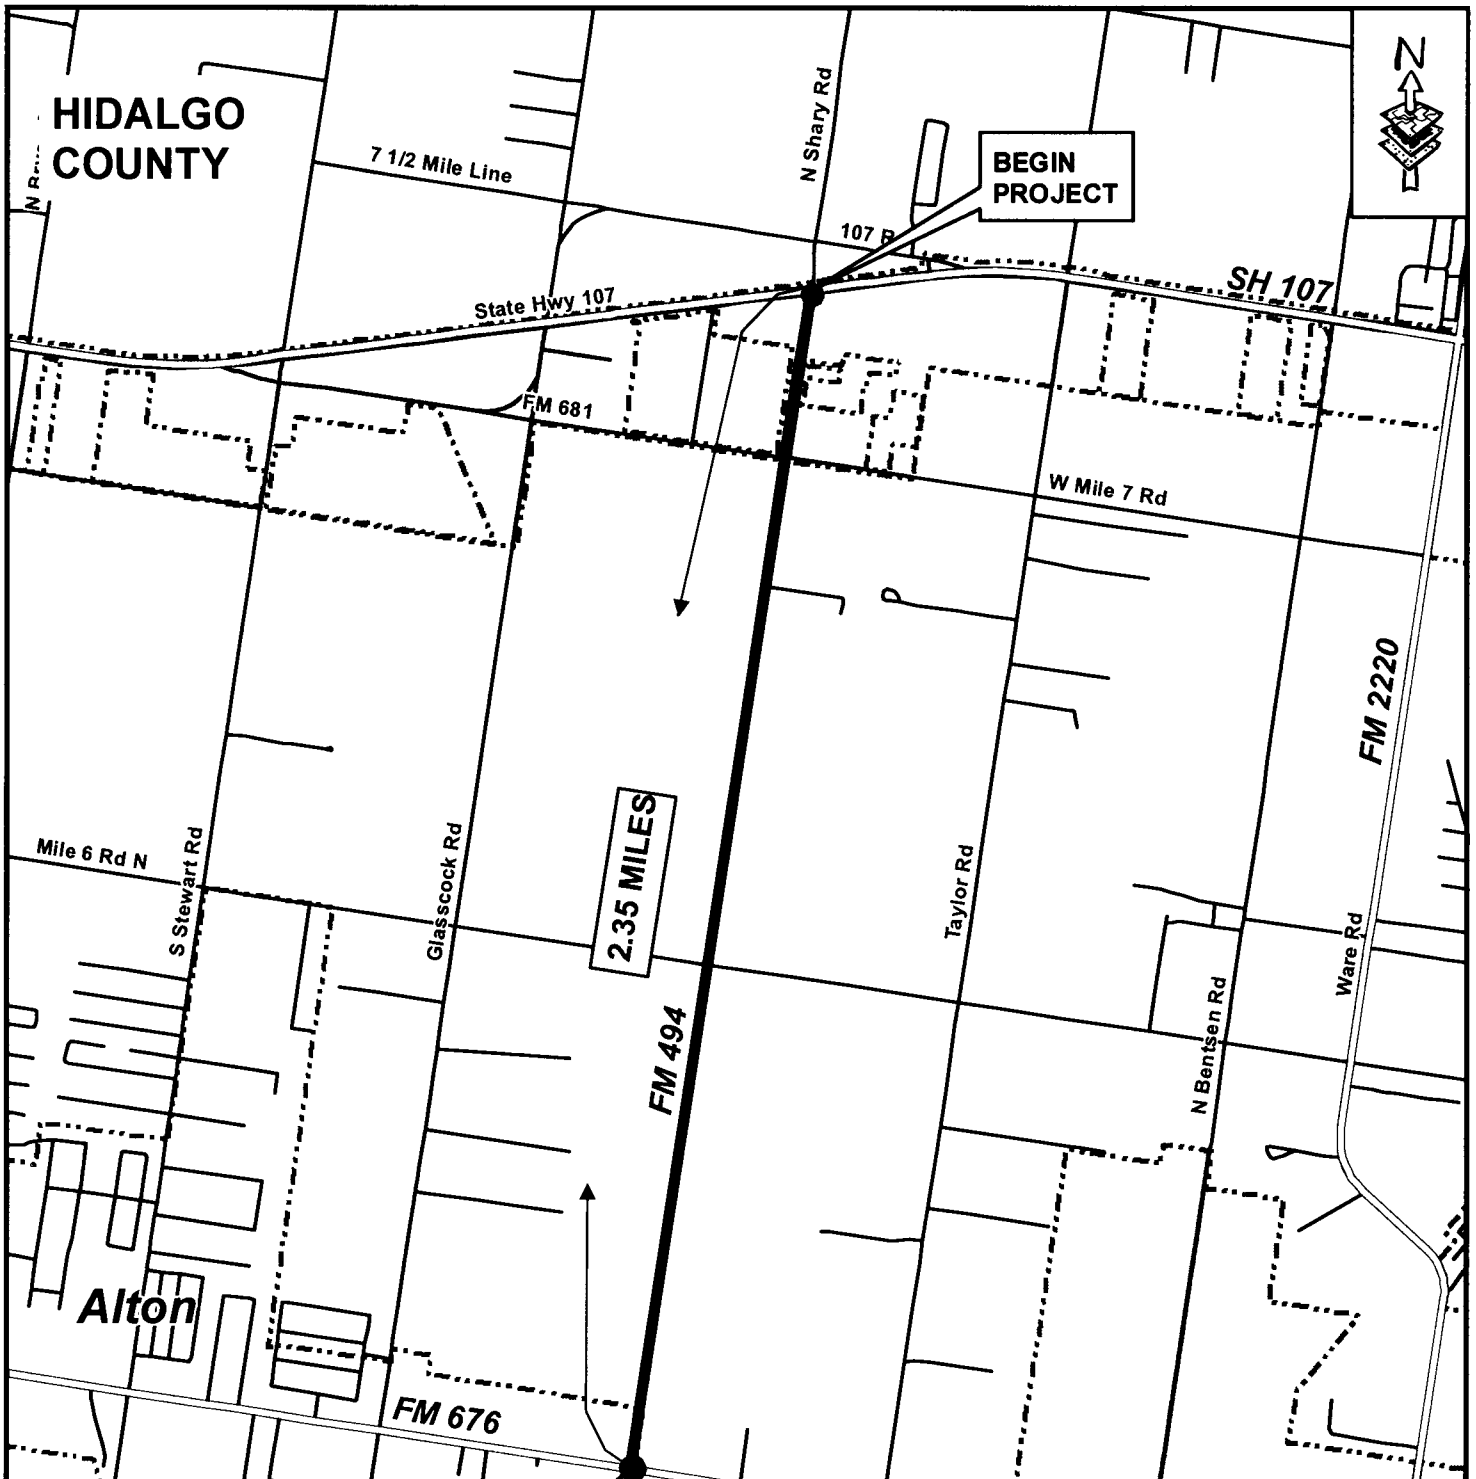 HIDALGO
COUNTY
N
N Shary Rd
7 1/2 Mile Line
BEGIN
PROJECT
107
SH 107
State Hwy 107
FM 681
W Mile 7 Rd
FM 2220
2.35 MILES
Mile 6 Rd N
S Stewart Rd
Glasscock Rd
Taylor Rd
Ware Rd
N Bentsen Rd
FM 494
Alton
FM 676